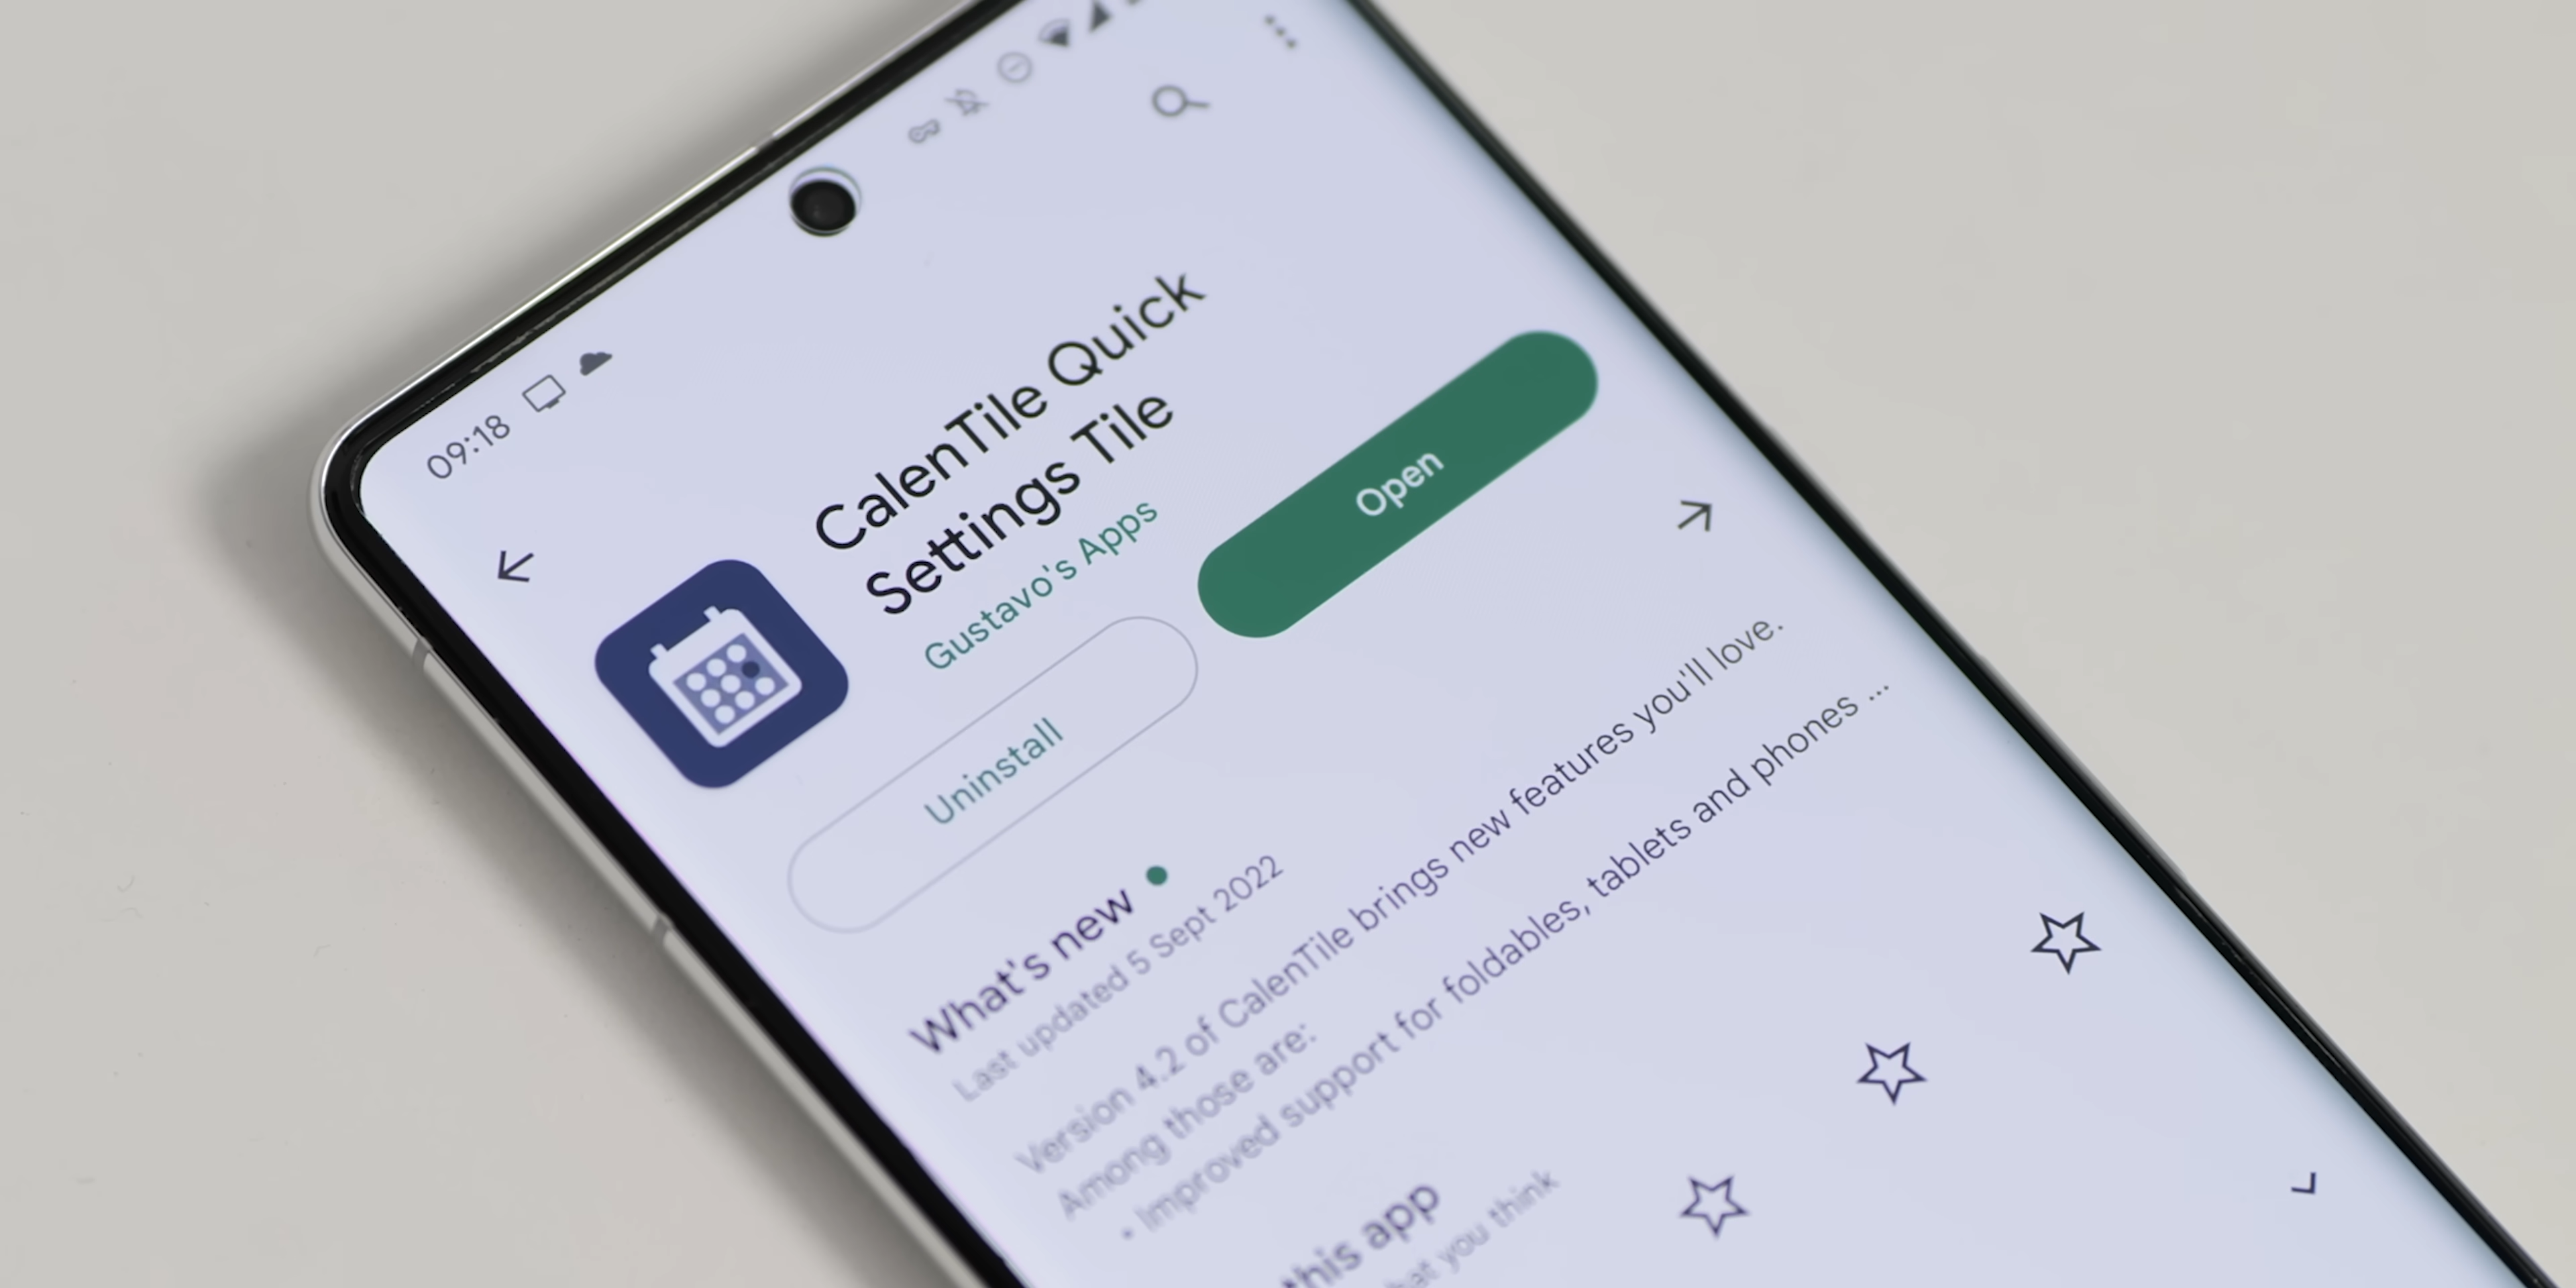 09:18
CalenTile Quick
Settings Tile
Gustavo's Apps
Uninstall
Open
What's new
Last updated 5 Sept 2022
Version 4.2 of CalenTile brings new features you'll love.
Among those are:
• Improved support for foldables, tablets and phones ...
this app
you think